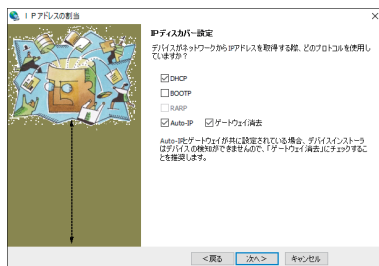 IPアドレスの割当
IPディスカバー設定
デバイスがネットワークからIPアドレスを取得する際、どのプロトコルを使用し
ていますか？
DHCP
BOOTP
RARP
Auto-IP ゲートウェイ消去
Auto-IPとゲートウェイが共に設定されている場合、デバイスインストーラ
はデバイスの検知ができませんので、「ゲートウェイ消去」にチェックするこ
とを推奨します。
<戻る 次へ> キャンセル